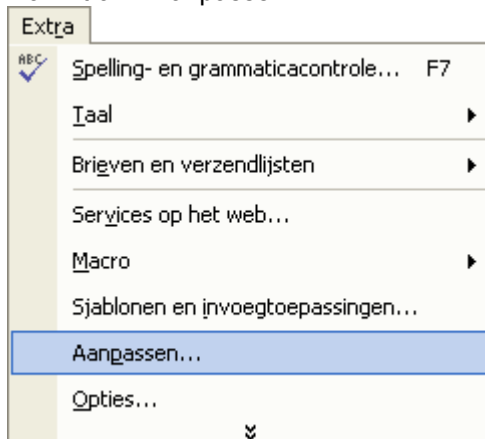 Extra
ABC Spelling- en grammaticacontrole... F7
Taal
Brieven en verzendlijsten
Services op het web...
Macro
Sjablonen en invoegtoepassingen...
Aanpassen...
Opties...